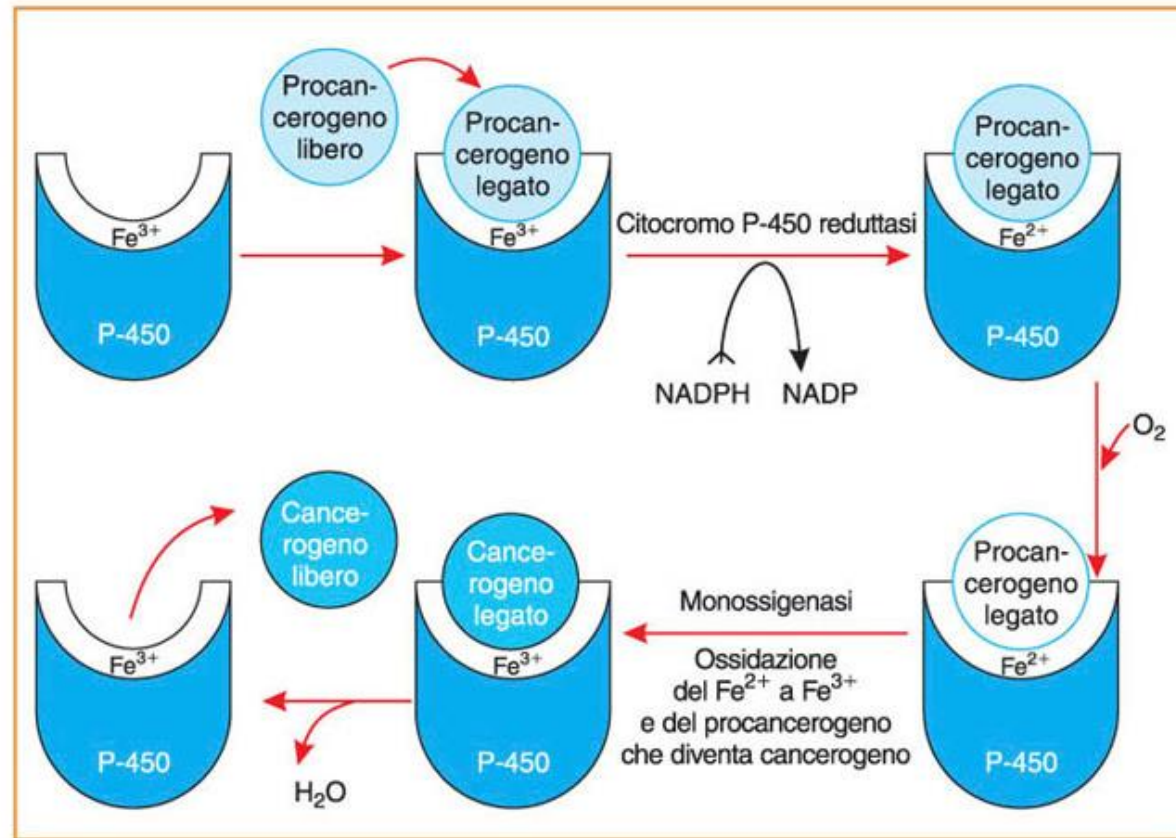 Procan-
cerogeno
libero
Procan-
cerogeno
legato
Procan-
cerogeno
legato
Fe³⁺
Fe³⁺
Citocromo P-450 reduttasi
Fe²⁺
P-450
P-450
P-450
NADPH
NADP
O₂
Cance-
rogeno
libero
Cance-
rogeno
legato
Procan-
cerogeno
legato
Monossigenasi
Fe³⁺
Fe³⁺
Fe²⁺
Ossidazione
del Fe²⁺ a Fe³⁺
e del procancerogeno
che diventa cancerogeno
P-450
P-450
P-450
H₂O